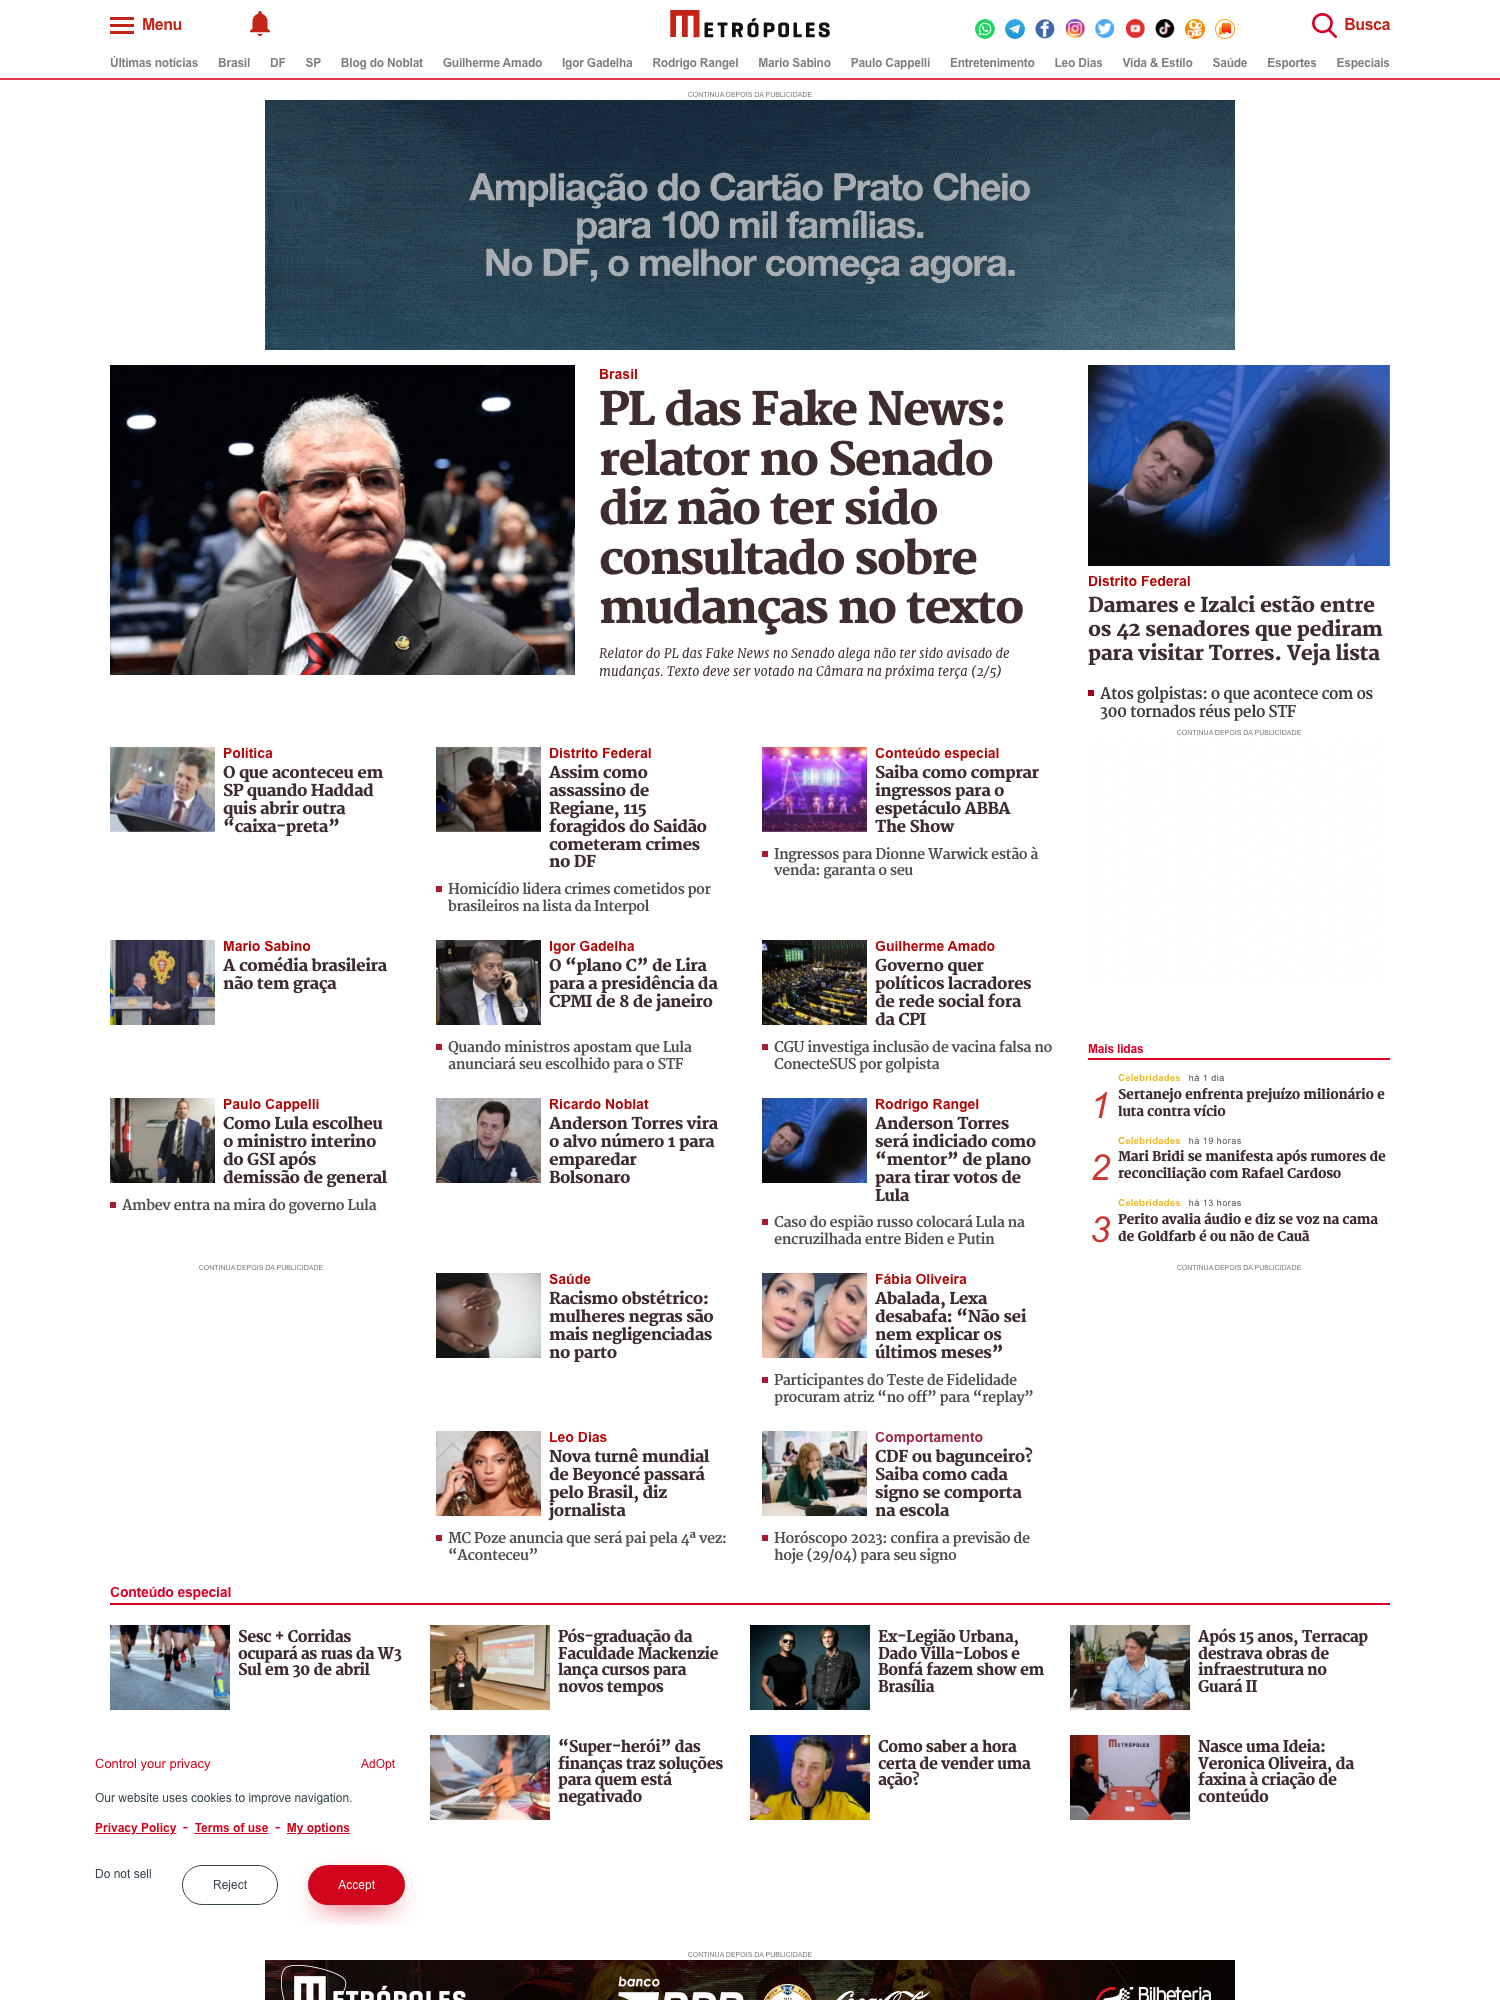 Menu
METRÓPOLES
Busca
Últimas notícias Brasil DF SP Blog do Noblat Guilherme Amado Igor Gadelha Rodrigo Rangel Mario Sabino Paulo Cappelli Entretenimento Leo Dias Vida & Estilo Saúde Esportes Especiais
CONTINUA DEPOIS DA PUBLICIDADE
Ampliação do Cartão Prato Cheio
para 100 mil famílias.
No DF, o melhor começa agora.
Brasil
PL das Fake News:
relator no Senado
diz não ter sido
consultado sobre
mudanças no texto
Relator do PL das Fake News no Senado alega não ter sido avisado de
mudanças. Texto deve ser votado na Câmara na próxima terça (2/5)
Distrito Federal
Damares e Izalci estão entre
os 42 senadores que pediram
para visitar Torres. Veja lista
Atos golpistas: o que acontece com os
300 tornados réus pelo STF
CONTINUA DEPOIS DA PUBLICIDADE
Política
O que aconteceu em
SP quando Haddad
quis abrir outra
“caixa-preta”
Distrito Federal
Assim como
assassino de
Regiane, 115
foragidos do Saidão
cometeram crimes
no DF
Homicídio lidera crimes cometidos por
brasileiros na lista da Interpol
Conteúdo especial
Saiba como comprar
ingressos para o
espetáculo ABBA
The Show
Ingressos para Dionne Warwick estão à
venda: garanta o seu
Mario Sabino
A comédia brasileira
não tem graça
Igor Gadelha
O “plano C” de Lira
para a presidência da
CPMI de 8 de janeiro
Quando ministros apostam que Lula
anunciará seu escolhido para o STF
Guilherme Amado
Governo quer
políticos lacradores
de rede social fora
da CPI
CGU investiga inclusão de vacina falsa no
ConecteSUS por golpista
Paulo Cappelli
Como Lula escolheu
o ministro interino
do GSI após
demissão de general
Ambev entra na mira do governo Lula
Ricardo Noblat
Anderson Torres vira
o alvo número 1 para
emparedar
Bolsonaro
Rodrigo Rangel
Anderson Torres
será indiciado como
“mentor” de plano
para tirar votos de
Lula
Caso do espião russo colocará Lula na
encruzilhada entre Biden e Putin
Mais lidas
Celebridades há 1 dia
1 Sertanejo enfrenta prejuízo milionário e
luta contra vício
Celebridades há 19 horas
2 Mari Bridi se manifesta após rumores de
reconciliação com Rafael Cardoso
Celebridades há 13 horas
3 Perito avalia áudio e diz se voz na cama
de Goldfarb é ou não de Cauã
CONTINUA DEPOIS DA PUBLICIDADE
CONTINUA DEPOIS DA PUBLICIDADE
Saúde
Racismo obstétrico:
mulheres negras são
mais negligenciadas
no parto
Fábia Oliveira
Abalada, Lexa
desabafa: “Não sei
nem explicar os
últimos meses”
Participantes do Teste de Fidelidade
procuram atriz “no off” para “replay”
Leo Dias
Nova turnê mundial
de Beyoncé passará
pelo Brasil, diz
jornalista
MC Poze anuncia que será pai pela 4ª vez:
“Aconteceu”
Comportamento
CDF ou bagunceiro?
Saiba como cada
signo se comporta
na escola
Horóscopo 2023: confira a previsão de
hoje (29/04) para seu signo
Conteúdo especial
Sesc + Corridas
ocupará as ruas da W3
Sul em 30 de abril
Pós-graduação da
Faculdade Mackenzie
lança cursos para
novos tempos
Ex-Legião Urbana,
Dado Villa-Lobos e
Bonfá fazem show em
Brasília
Após 15 anos, Terracap
destrava obras de
infraestrutura no
Guará II
“Super-herói” das
finanças traz soluções
para quem está
negativado
Como saber a hora
certa de vender uma
ação?
METRÓPOLES
Nasce uma Ideia:
Veronica Oliveira, da
faxina à criação de
conteúdo
Control your privacy
AdOpt
Our website uses cookies to improve navigation.
Privacy Policy - Terms of use - My options
Do not sell
Reject
Accept
CONTINUA DEPOIS DA PUBLICIDADE
METRÓPOLES
banco
BRB
Coca-Cola
Bilheteria